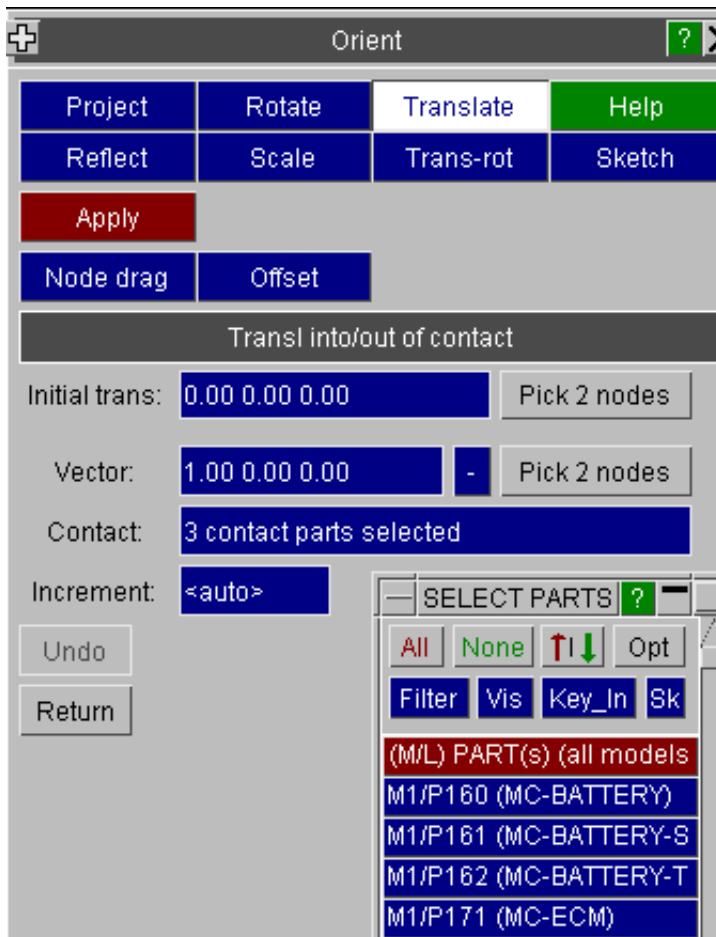 Orient ?
Project Rotate Translate Help
Reflect Scale Trans-rot Sketch
Apply
Node drag Offset
Transl into/out of contact
Initial trans: 0.00 0.00 0.00 Pick 2 nodes
Vector: 1.00 0.00 0.00 - Pick 2 nodes
Contact: 3 contact parts selected
Increment: <auto>
SELECT PARTS ?
Undo
All None Opt
Return
Filter Vis Key_In Sk
(M/L) PART(s) (all models
M1/P160 (MC-BATTERY)
M1/P161 (MC-BATTERY-S
M1/P162 (MC-BATTERY-T
M1/P171 (MC-ECM)